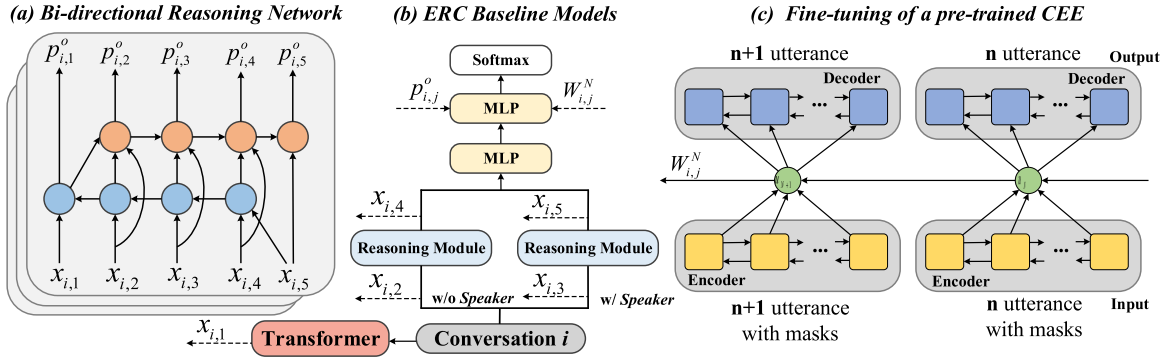 (a) Bi-directional Reasoning Network
p^o_{i,1} p^o_{i,2} p^o_{i,3} p^o_{i,4} p^o_{i,5}
x_{i,1} x_{i,2} x_{i,3} x_{i,4} x_{i,5}
(b) ERC Baseline Models
Softmax
p^o_{i,j} MLP W^N_{i,j}
MLP
x_{i,4} x_{i,5}
Reasoning Module Reasoning Module
x_{i,2} x_{i,3}
w/o Speaker w/ Speaker
x_{i,1} Transformer Conversation i
(c) Fine-tuning of a pre-trained CEE
n+1 utterance n utterance Output
Decoder Decoder
... ...
W^N_{i,j}
... ...
Encoder Encoder
n+1 utterance n utterance Input
with masks with masks